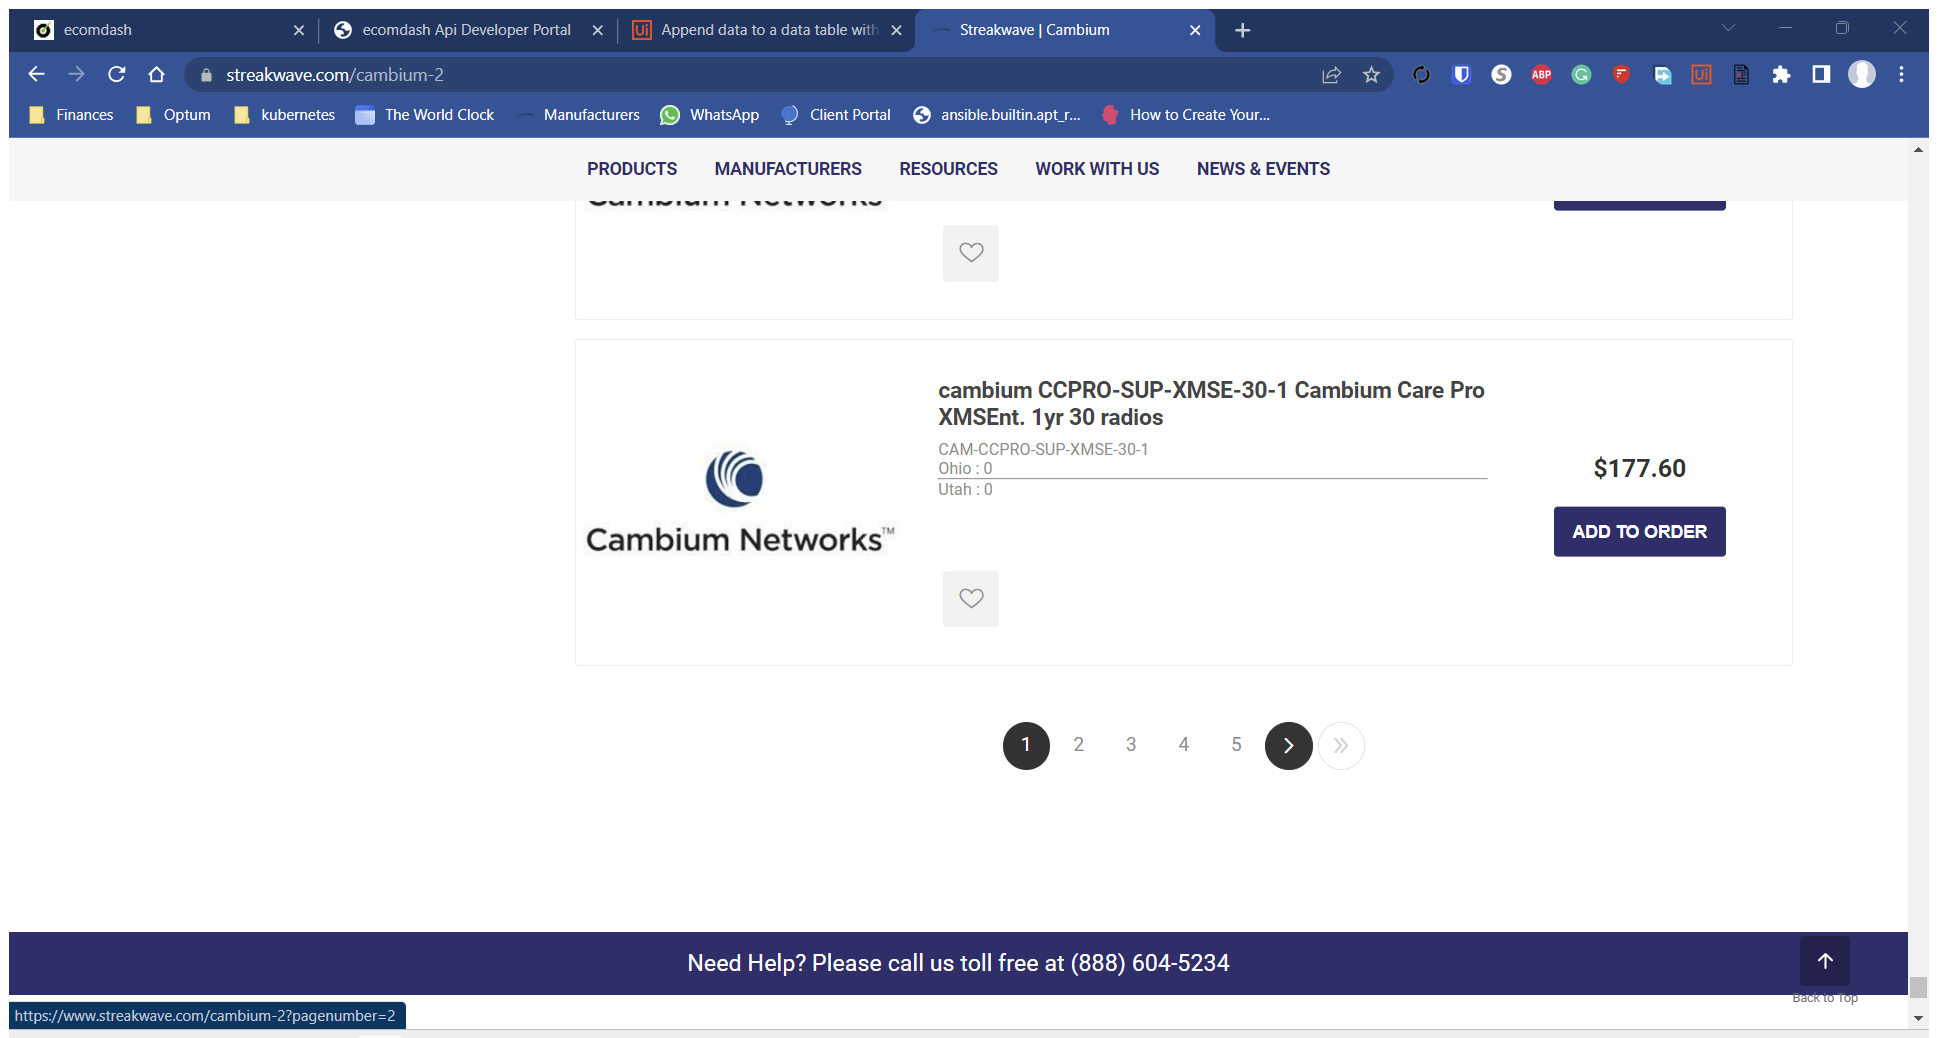 ecomdash
ecomdash Api Developer Portal
Append data to a data table with
Streakwave | Cambium
streakwave.com/cambium-2
ABP
Ui
Finances
Optum
kubernetes
The World Clock
Manufacturers
WhatsApp
Client Portal
ansible.builtin.apt_r...
How to Create Your...
PRODUCTS
MANUFACTURERS
RESOURCES
WORK WITH US
NEWS & EVENTS
Cambium Networks
cambium CCPRO-SUP-XMSE-30-1 Cambium Care Pro
XMSEnt. 1yr 30 radios
CAM-CCPRO-SUP-XMSE-30-1
Ohio : 0
Utah : 0
$177.60
ADD TO ORDER
Cambium Networks™
1 2 3 4 5
Need Help? Please call us toll free at (888) 604-5234
Back to Top
https://www.streakwave.com/cambium-2?pagenumber=2